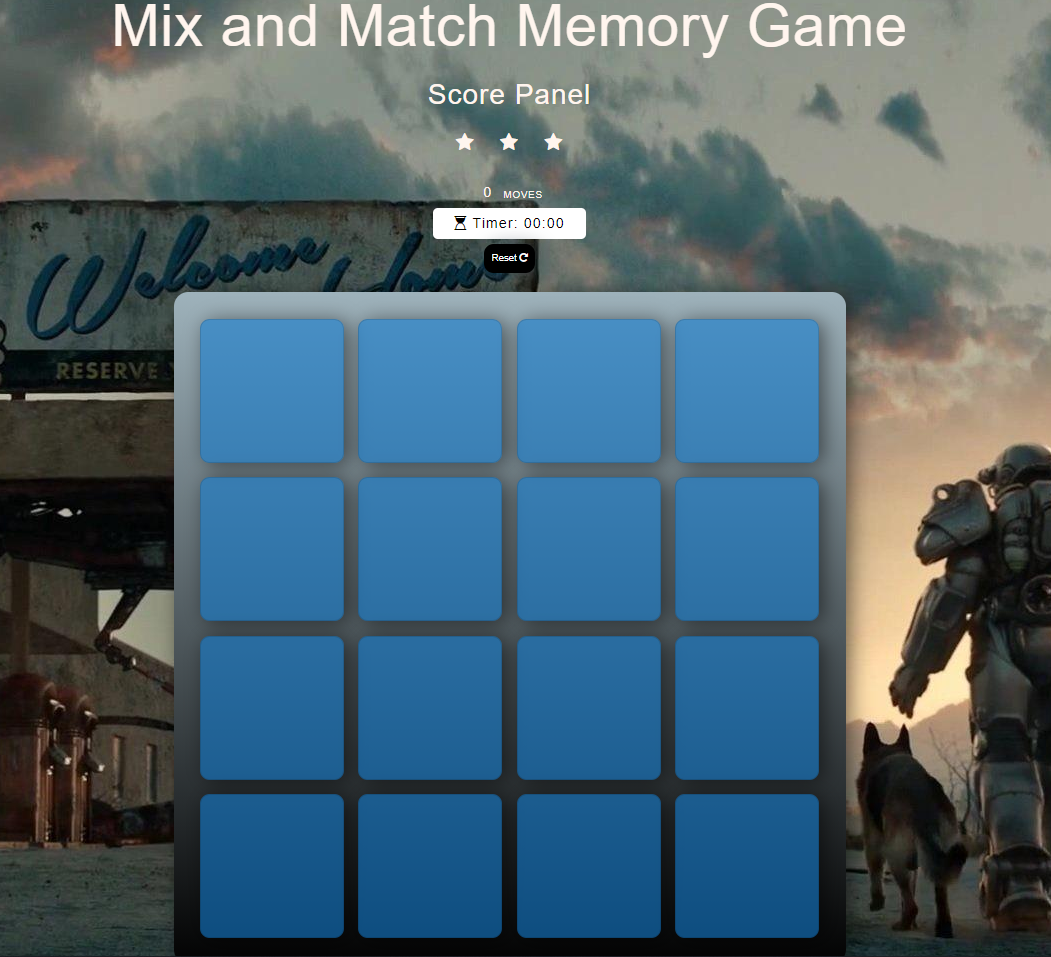 Mix and Match Memory Game
Score Panel
0 MOVES
Timer: 00:00
Reset
Welcome Home
RESERVE